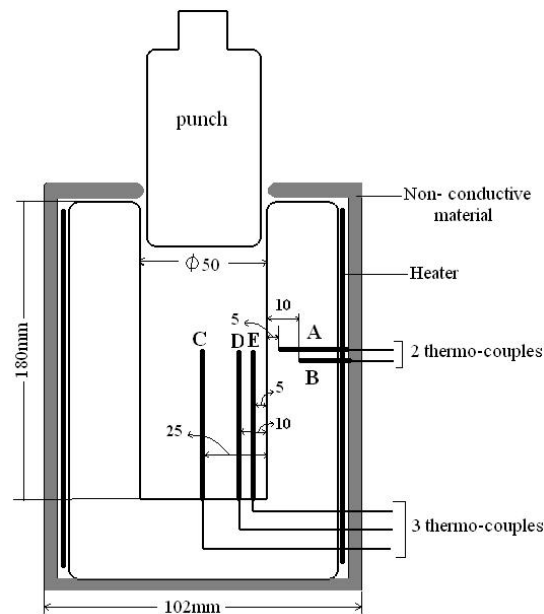 punch
Non- conductive
material
Heater
ϕ50
10
5
A
B
2 thermo-couples
C
D
E
5
10
25
180mm
3 thermo-couples
102mm